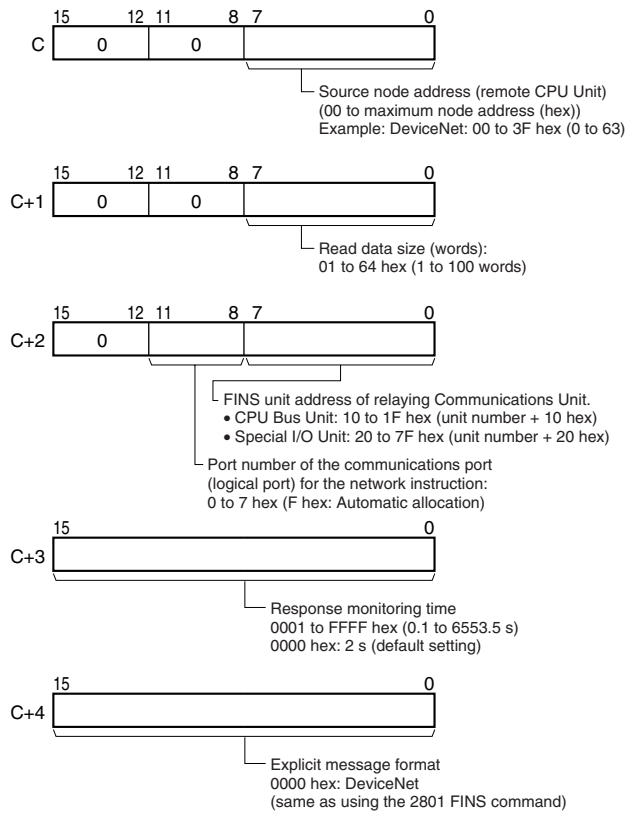 15 12 11 8 7 0
C 0 0
Source node address (remote CPU Unit)
(00 to maximum node address (hex))
Example: DeviceNet: 00 to 3F hex (0 to 63)
15 12 11 8 7 0
C+1 0 0
Read data size (words):
01 to 64 hex (1 to 100 words)
15 12 11 8 7 0
C+2 0
FINS unit address of relaying Communications Unit.
• CPU Bus Unit: 10 to 1F hex (unit number + 10 hex)
• Special I/O Unit: 20 to 7F hex (unit number + 20 hex)
Port number of the communications port
(logical port) for the network instruction:
0 to 7 hex (F hex: Automatic allocation)
15 0
C+3
Response monitoring time
0001 to FFFF hex (0.1 to 6553.5 s)
0000 hex: 2 s (default setting)
15 0
C+4
Explicit message format
0000 hex: DeviceNet
(same as using the 2801 FINS command)